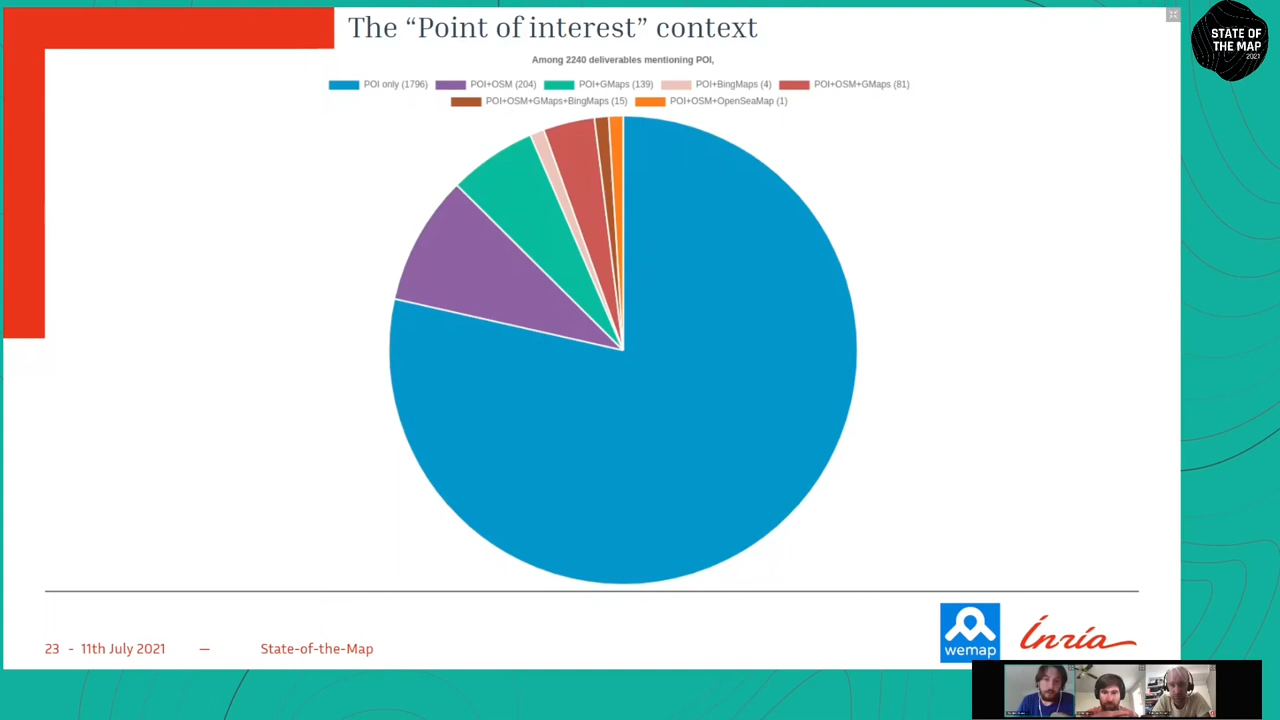 The “Point of interest” context
STATE OF
THE MAP
2021
Among 2240 deliverables mentioning POI,
POI only (1796) POI+OSM (204) POI+GMaps (139) POI+BingMaps (4) POI+OSM+GMaps (81)
POI+OSM+GMaps+BingMaps (15) POI+OSM+OpenSeaMap (1)
23 - 11th July 2021 — State-of-the-Map
wemap
Inria